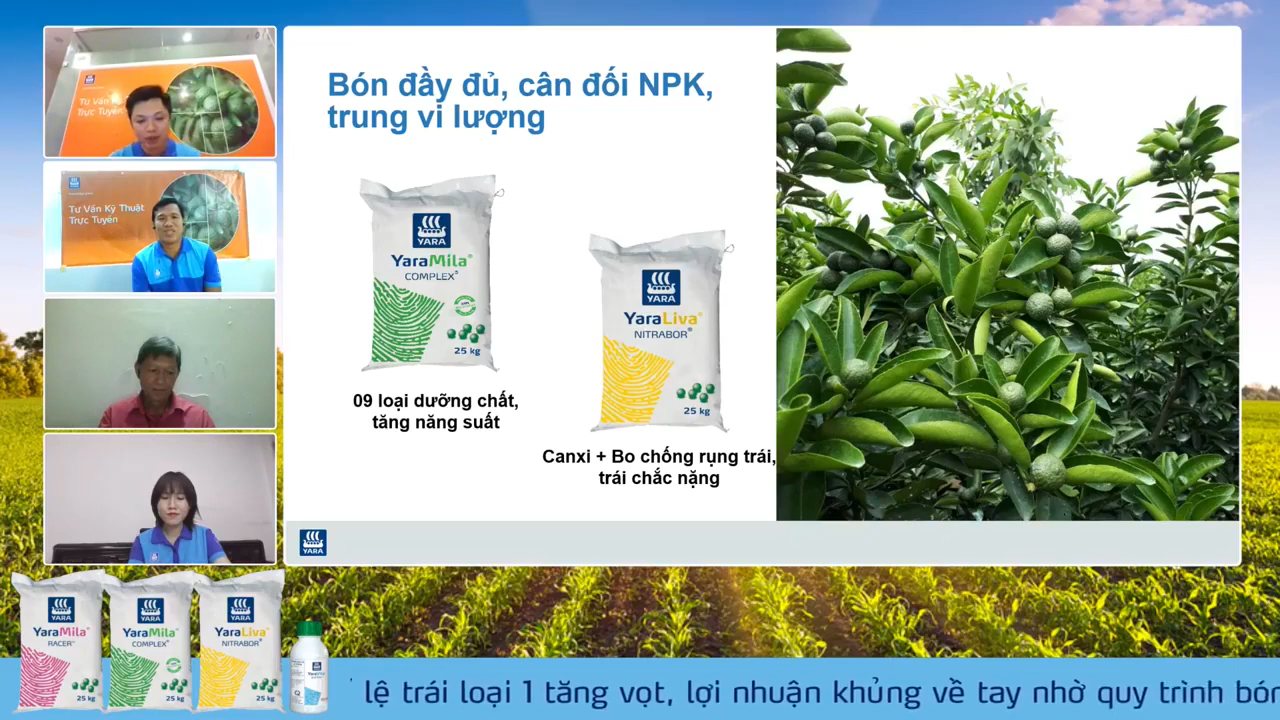 Bón đầy đủ, cân đối NPK,
trung vi lượng
YARA
YaraMila®
COMPLEX®
25 kg
09 loại dưỡng chất,
tăng năng suất
YARA
YaraLiva®
NITRABOR®
25 kg
Canxi + Bo chống rụng trái,
trái chắc nặng
YARA
Tư Vấn
Trực Tuyến
Tư Vấn Kỹ Thuật
Trực Tuyến
YARA
YaraMila®
RACER
25 kg
YARA
YaraMila®
COMPLEX®
25 kg
YARA
YaraLiva®
NITRABOR®
25 kg
YARA
lệ trái loại 1 tăng vọt, lợi nhuận khủng về tay nhờ quy trình bón